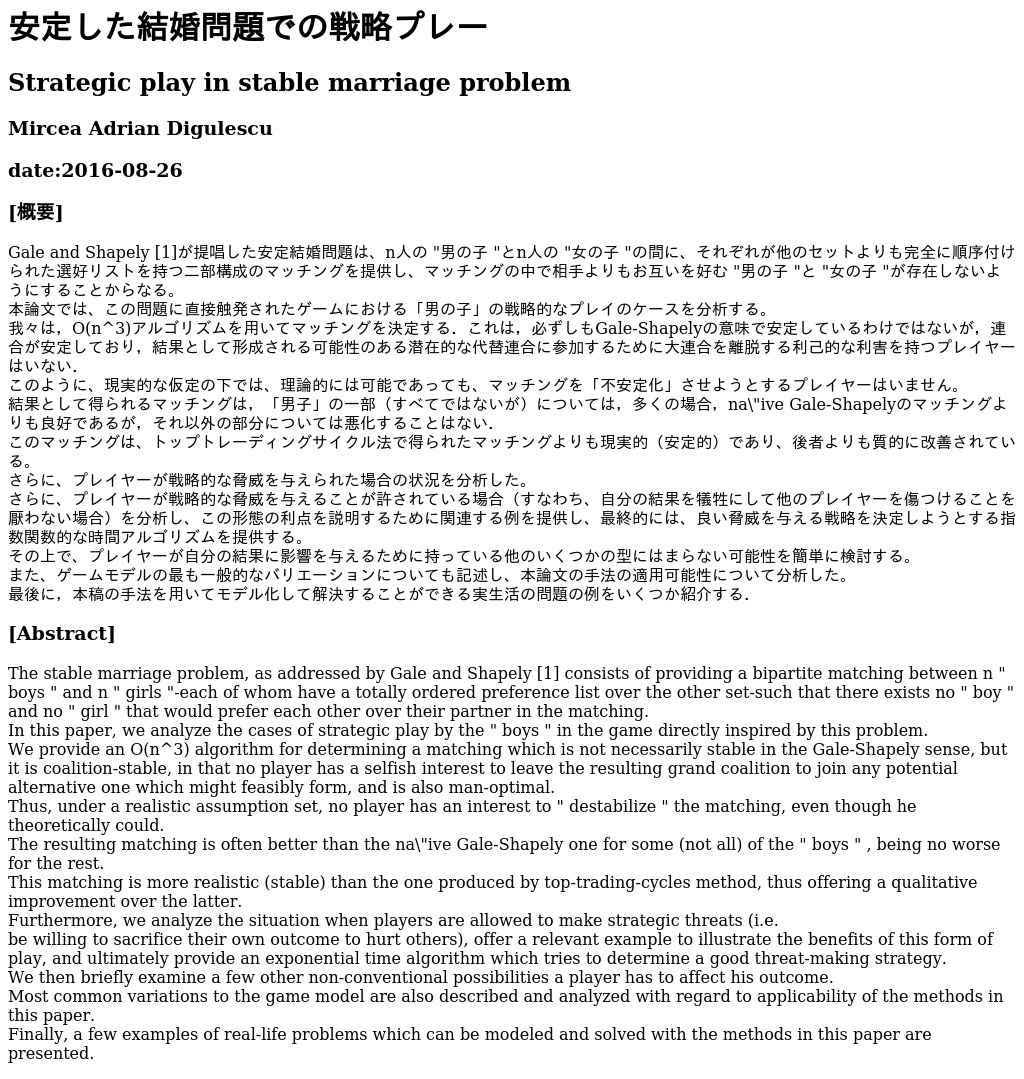 安定した結婚問題での戦略プレー
Strategic play in stable marriage problem
Mircea Adrian Digulescu
date:2016-08-26
[概要]
Gale and Shapely [1]が提唱した安定結婚問題は、n人の "男の子 "とn人の "女の子 "の間に、それぞれが他のセットよりも完全に順序付け
られた選好リストを持つ二部構成のマッチングを提供し、マッチングの中で相手よりもお互いを好む "男の子 "と "女の子 "が存在しないよ
うにすることからなる。
本論文では、この問題に直接触発されたゲームにおける「男の子」の戦略的なプレイのケースを分析する。
我々は，O(n^3)アルゴリズムを用いてマッチングを決定する．これは，必ずしもGale-Shapelyの意味で安定しているわけではないが，連
合が安定しており，結果として形成される可能性のある潜在的な代替連合に参加するために大連合を離脱する利己的な利害を持つプレイヤー
はいない．
このように、現実的な仮定の下では、理論的には可能であっても、マッチングを「不安定化」させようとするプレイヤーはいません。
結果として得られるマッチングは，「男子」の一部（すべてではないが）については，多くの場合，na\"ive Gale-Shapelyのマッチングよ
りも良好であるが，それ以外の部分については悪化することはない．
このマッチングは、トップトレーディングサイクル法で得られたマッチングよりも現実的（安定的）であり、後者よりも質的に改善されてい
る。
さらに、プレイヤーが戦略的な脅威を与えられた場合の状況を分析した。
さらに、プレイヤーが戦略的な脅威を与えることが許されている場合（すなわち、自分の結果を犠牲にして他のプレイヤーを傷つけることを
厭わない場合）を分析し、この形態の利点を説明するために関連する例を提供し、最終的には、良い脅威を与える戦略を決定しようとする指
数関数的な時間アルゴリズムを提供する。
その上で、プレイヤーが自分の結果に影響を与えるために持っている他のいくつかの型にはまらない可能性を簡単に検討する。
また、ゲームモデルの最も一般的なバリエーションについても記述し、本論文の手法の適用可能性について分析した。
最後に，本稿の手法を用いてモデル化して解決することができる実生活の問題の例をいくつか紹介する．
[Abstract]
The stable marriage problem, as addressed by Gale and Shapely [1] consists of providing a bipartite matching between n "
boys " and n " girls "-each of whom have a totally ordered preference list over the other set-such that there exists no " boy "
and no " girl " that would prefer each other over their partner in the matching.
In this paper, we analyze the cases of strategic play by the " boys " in the game directly inspired by this problem.
We provide an O(n^3) algorithm for determining a matching which is not necessarily stable in the Gale-Shapely sense, but
it is coalition-stable, in that no player has a selfish interest to leave the resulting grand coalition to join any potential
alternative one which might feasibly form, and is also man-optimal.
Thus, under a realistic assumption set, no player has an interest to " destabilize " the matching, even though he
theoretically could.
The resulting matching is often better than the na\"ive Gale-Shapely one for some (not all) of the " boys " , being no worse
for the rest.
This matching is more realistic (stable) than the one produced by top-trading-cycles method, thus offering a qualitative
improvement over the latter.
Furthermore, we analyze the situation when players are allowed to make strategic threats (i.e.
be willing to sacrifice their own outcome to hurt others), offer a relevant example to illustrate the benefits of this form of
play, and ultimately provide an exponential time algorithm which tries to determine a good threat-making strategy.
We then briefly examine a few other non-conventional possibilities a player has to affect his outcome.
Most common variations to the game model are also described and analyzed with regard to applicability of the methods in
this paper.
Finally, a few examples of real-life problems which can be modeled and solved with the methods in this paper are
presented.